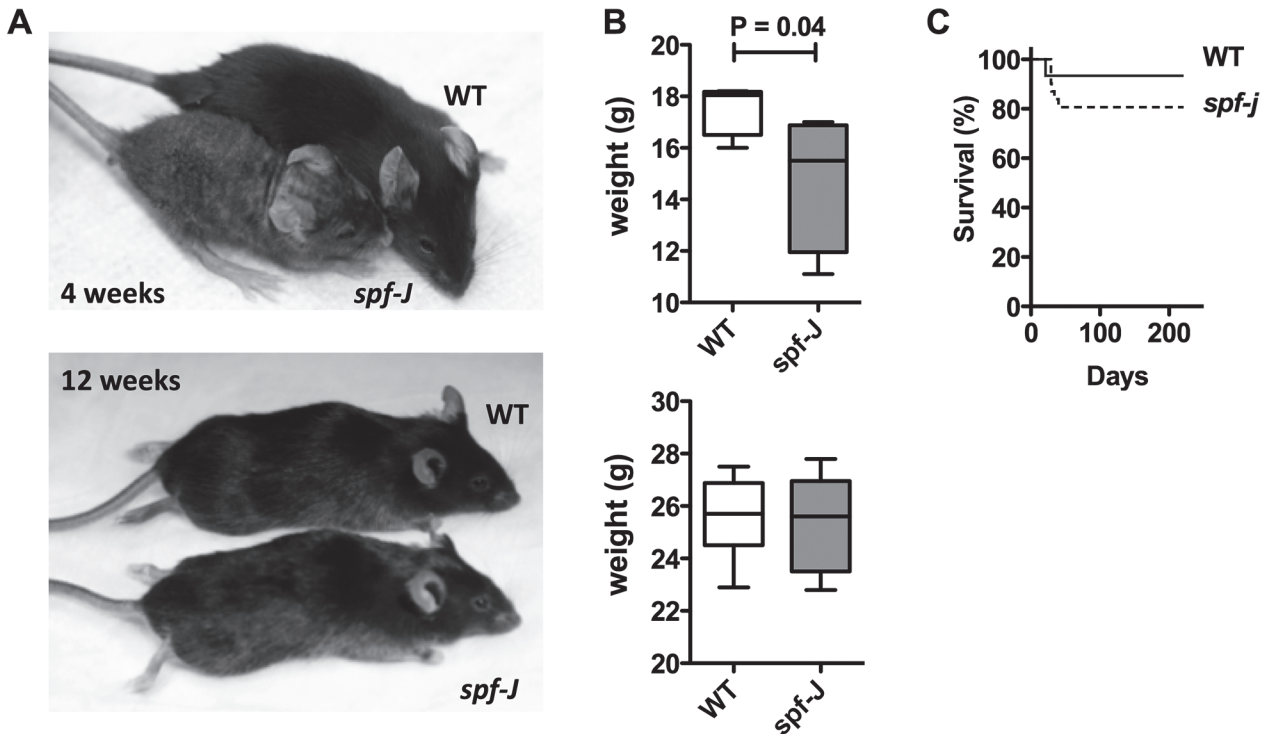 A
WT
4 weeks
spf-J
12 weeks
WT
spf-J
B
P = 0.04
20
18
16
14
12
10
weight (g)
WT
spf-J
30
28
26
24
22
20
weight (g)
WT
spf-J
C
100
80
60
40
20
0
Survival (%)
WT
spf-j
0 100 200
Days